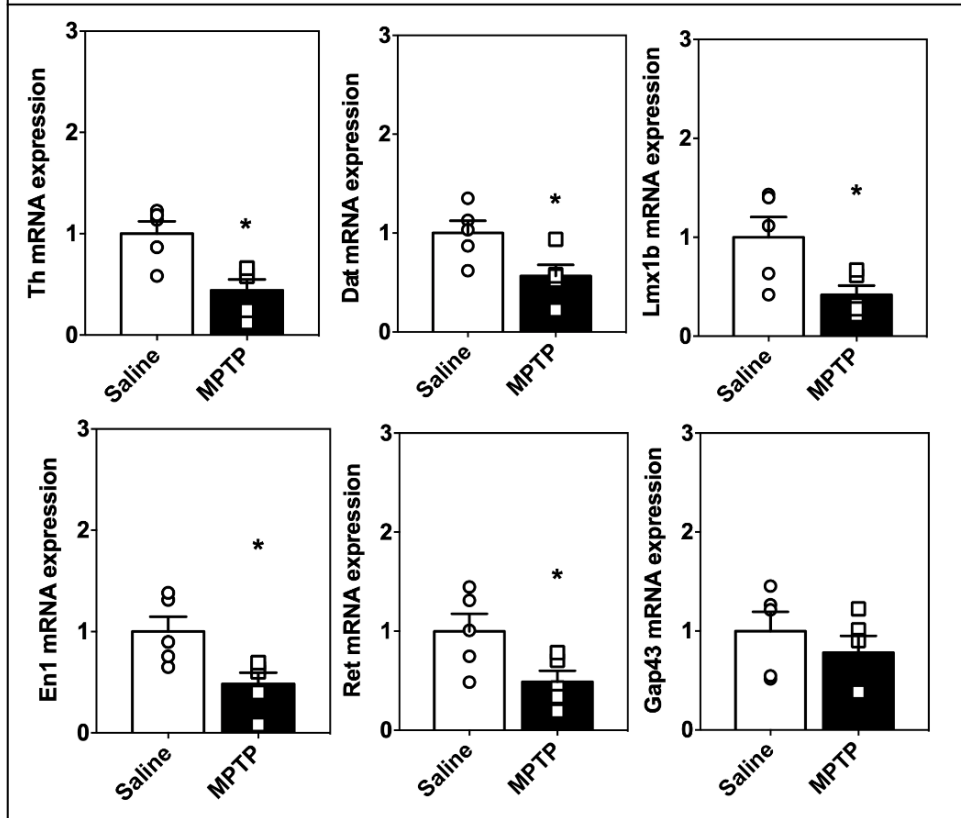 Th mRNA expression
3
2
1
0
*
Saline
MPTP
Dat mRNA expression
3
2
1
0
*
Saline
MPTP
Lmx1b mRNA expression
3
2
1
0
*
Saline
MPTP
En1 mRNA expression
3
2
1
0
*
Saline
MPTP
Ret mRNA expression
3
2
1
0
*
Saline
MPTP
Gap43 mRNA expression
3
2
1
0
Saline
MPTP